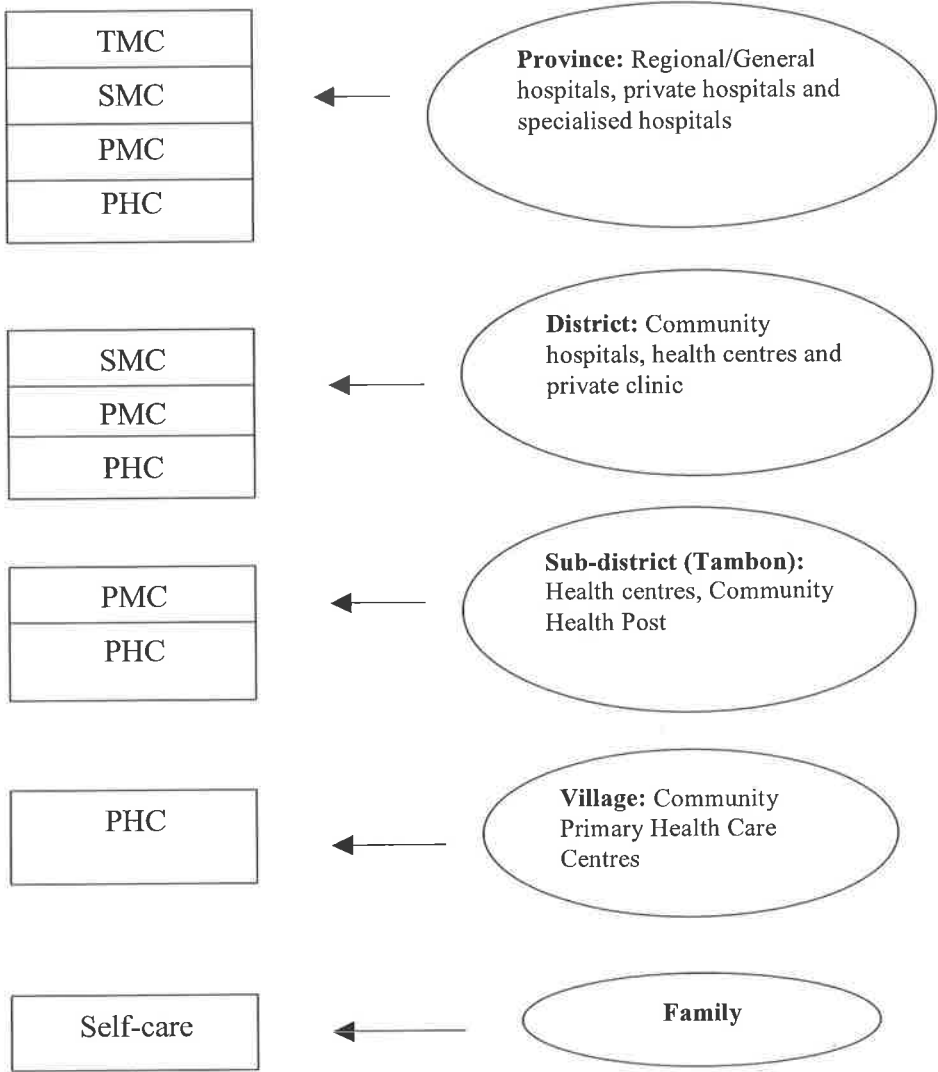 TMC
SMC
PMC
PHC
Province: Regional/General
hospitals, private hospitals and
specialised hospitals
SMC
PMC
PHC
District: Community
hospitals, health centres and
private clinic
PMC
PHC
Sub-district (Tambon):
Health centres, Community
Health Post
PHC
Village: Community
Primary Health Care
Centres
Self-care
Family